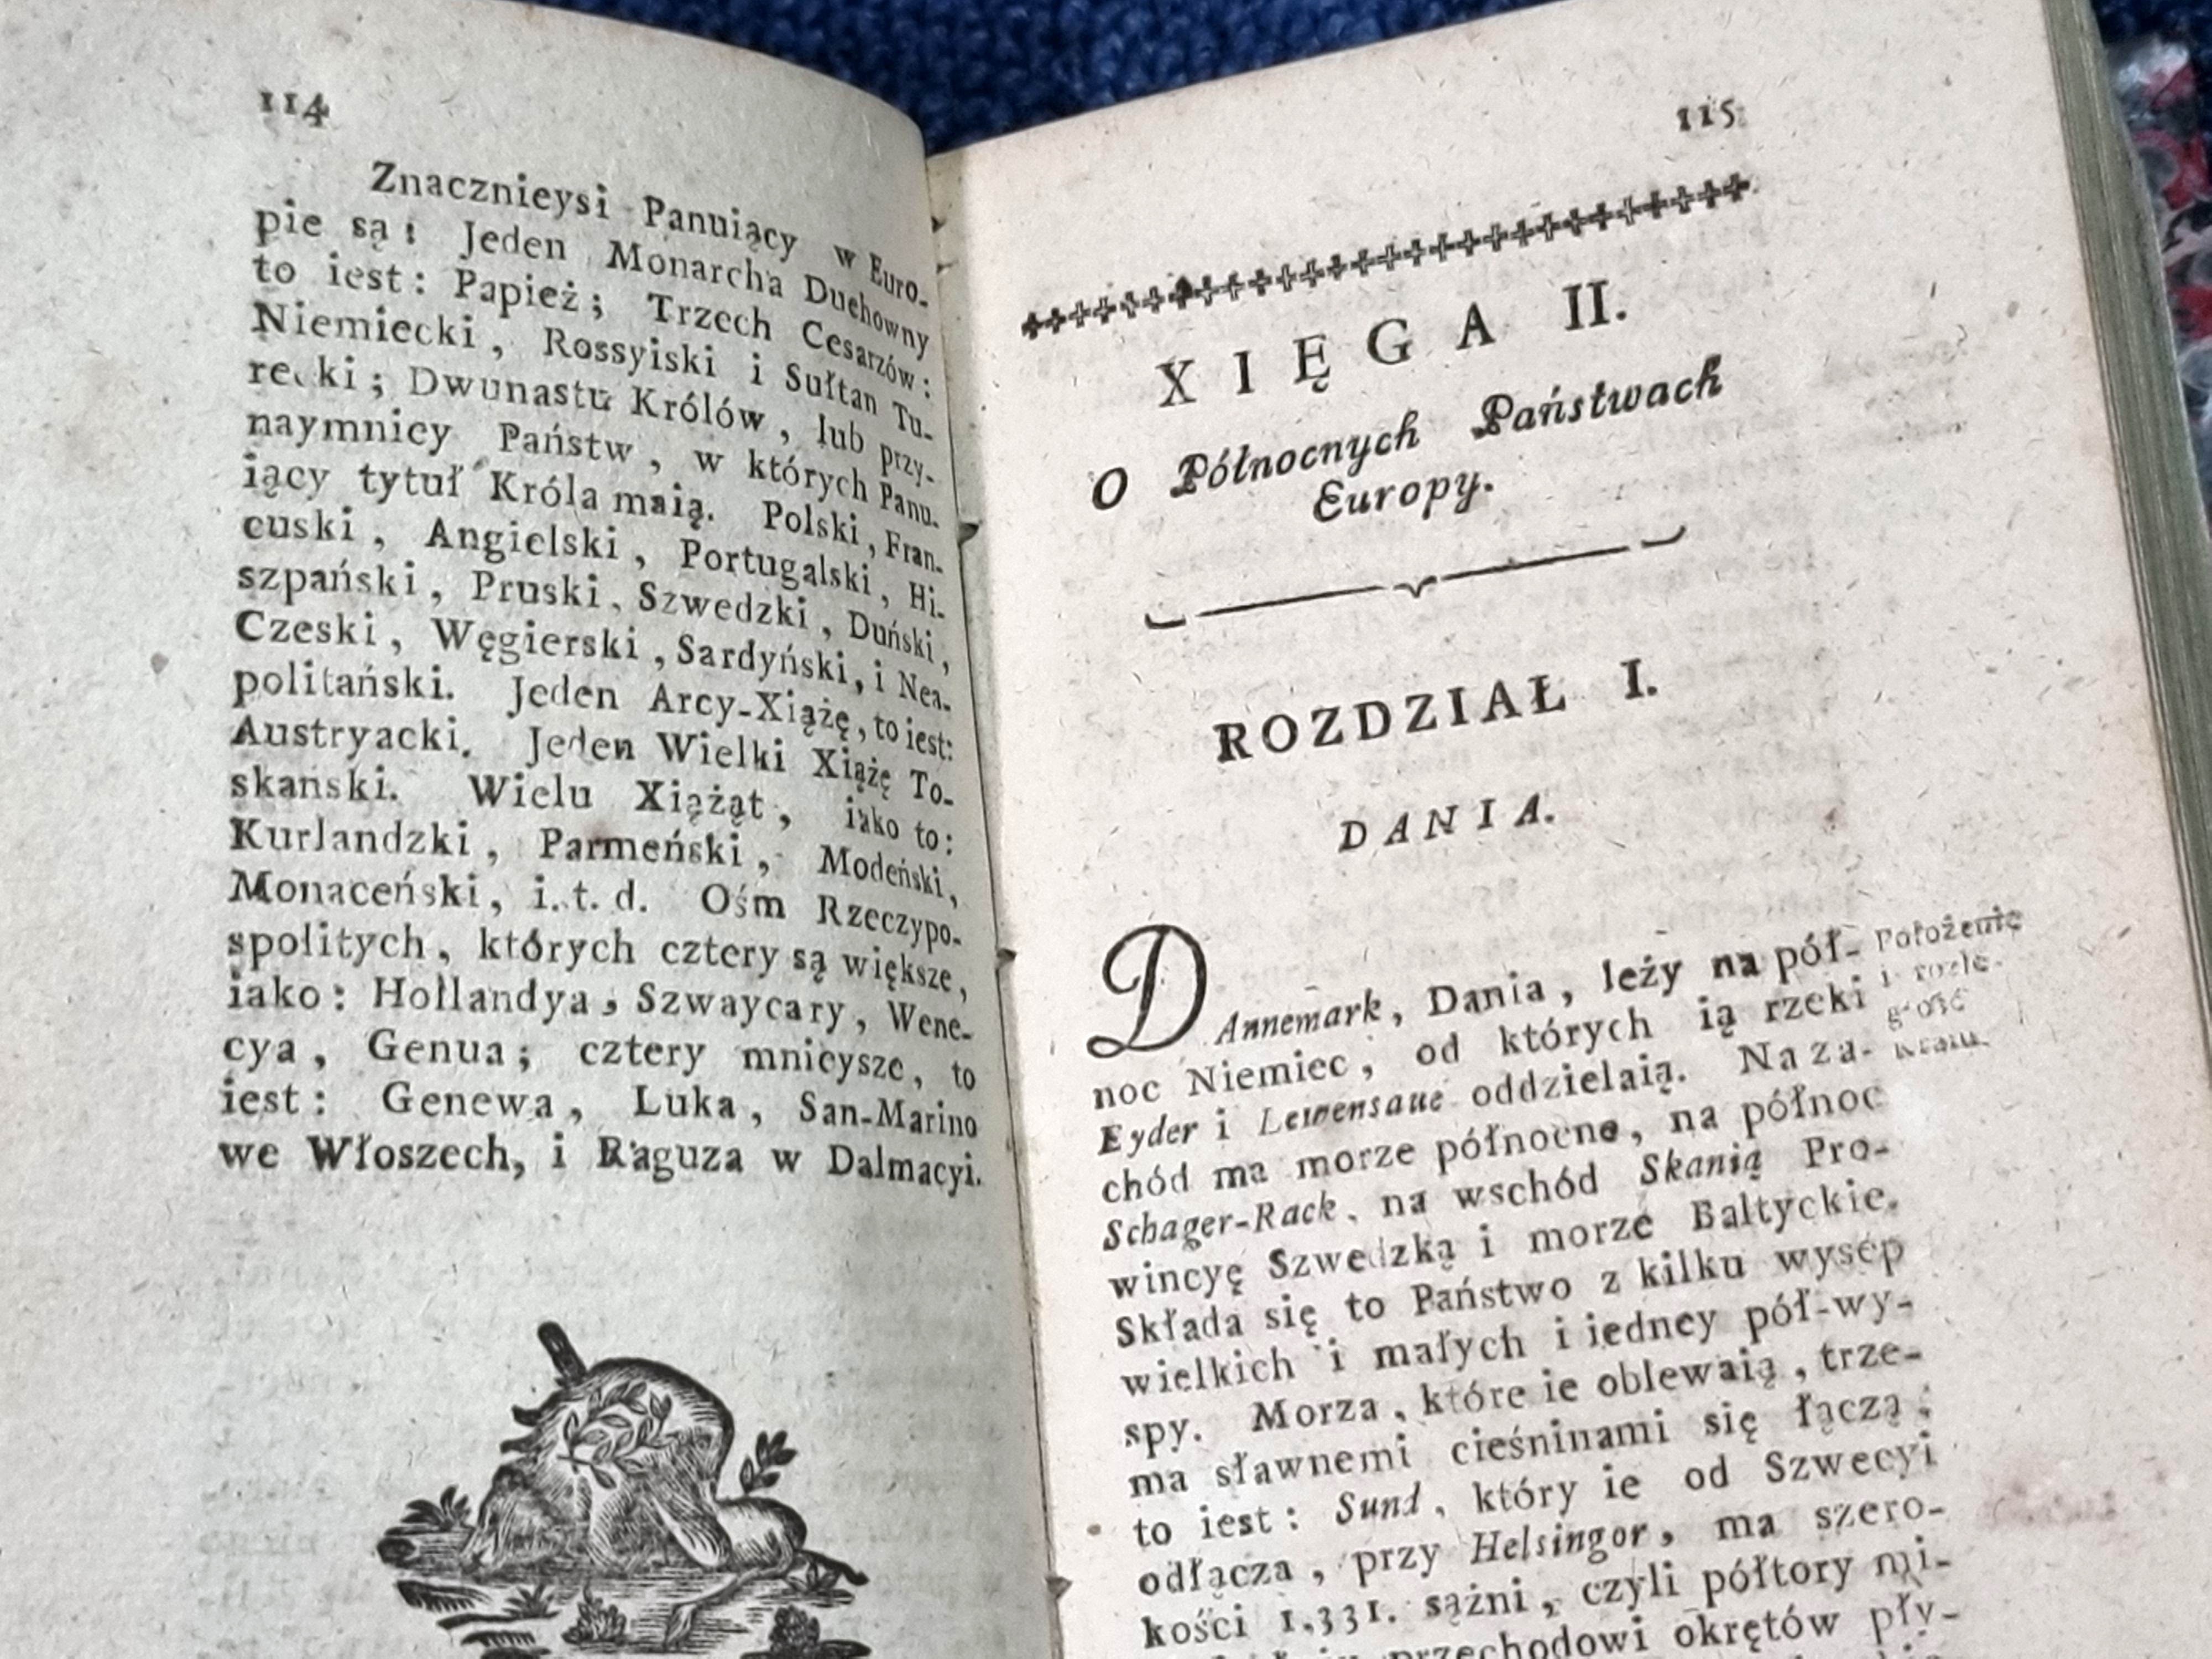 114
Znacznieysi Panuiący w Euro-
pie są: Jeden Monarcha Duchowny
to iest: Papież; Trzech Cesarzów:
Niemiecki, Rossyiski i Sułtan Tu-
recki; Dwunastu Królów, lub przy-
naymniey Państw, w których Panu-
iący tytuł Króla maią. Polski, Fran-
cuski, Angielski, Portugalski, Hi-
szpański, Pruski, Szwedzki, Duński,
Czeski, Węgierski, Sardyński, i Nea-
politański. Jeden Arcy-Xiążę, to iest:
Austryacki. Jeden Wielki Xiążę To-
skanski. Wielu Xiążąt, iako to:
Kurlandzki, Parmeński, Modeński,
Monaceński, i. t. d. Ośm Rzeczypo-
spolitych, których cztery są większe,
iako: Hollandya, Szwaycary, Wene-
cya, Genua; cztery mnieysze, to
iest: Genewa, Luka, San-Marino
we Włoszech, i Raguza w Dalmacyi.
115
XIĘGA II.
O Północnych Państwach
Europy.
ROZDZIAŁ I.
DANIA.
DAnnemark, Dania, leży na pół-
noc Niemiec, od których ią rzeki
Eyder i Lewensaue oddzielaią. Na za-
chód ma morze północne, na północ
Schager-Rack, na wschód Skanią Pro-
wincyę Szwedzką i morze Baltyckie.
Składa się to Państwo z kilku wysep
wielkich i małych i iedney pół-wy-
spy. Morza, które ie oblewaią, trze-
ma sławnemi cieśninami się łączą;
to iest: Sund, który ie od Szwecyi
odłącza, przy Helsingor, ma szero-
kości 1,331. sążni, czyli półtory mi-
przechodowi okrętów pły-
Położenie
i rozle-
głość
Kraiu.